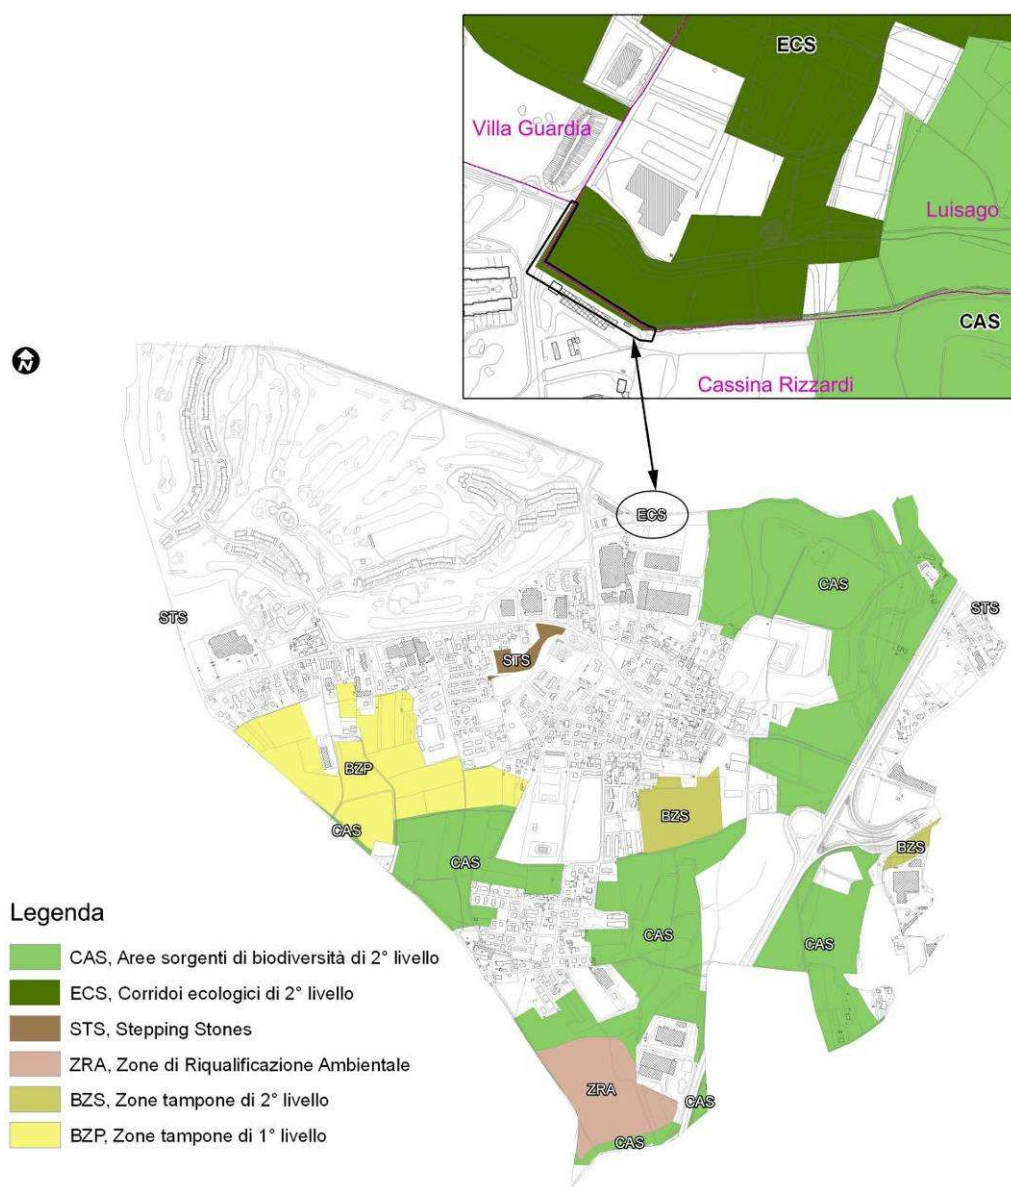 ECS
Villa Guardia
Luisago
CAS
Cassina Rizzardi
N
ECS
CAS
STS
STS
STS
BZP
CAS
BZS
BZS
CAS
CAS
CAS
ZRA
CAS
CAS
Legenda
CAS, Aree sorgenti di biodiversità di 2° livello
ECS, Corridoi ecologici di 2° livello
STS, Stepping Stones
ZRA, Zone di Riqualificazione Ambientale
BZS, Zone tampone di 2° livello
BZP, Zone tampone di 1° livello